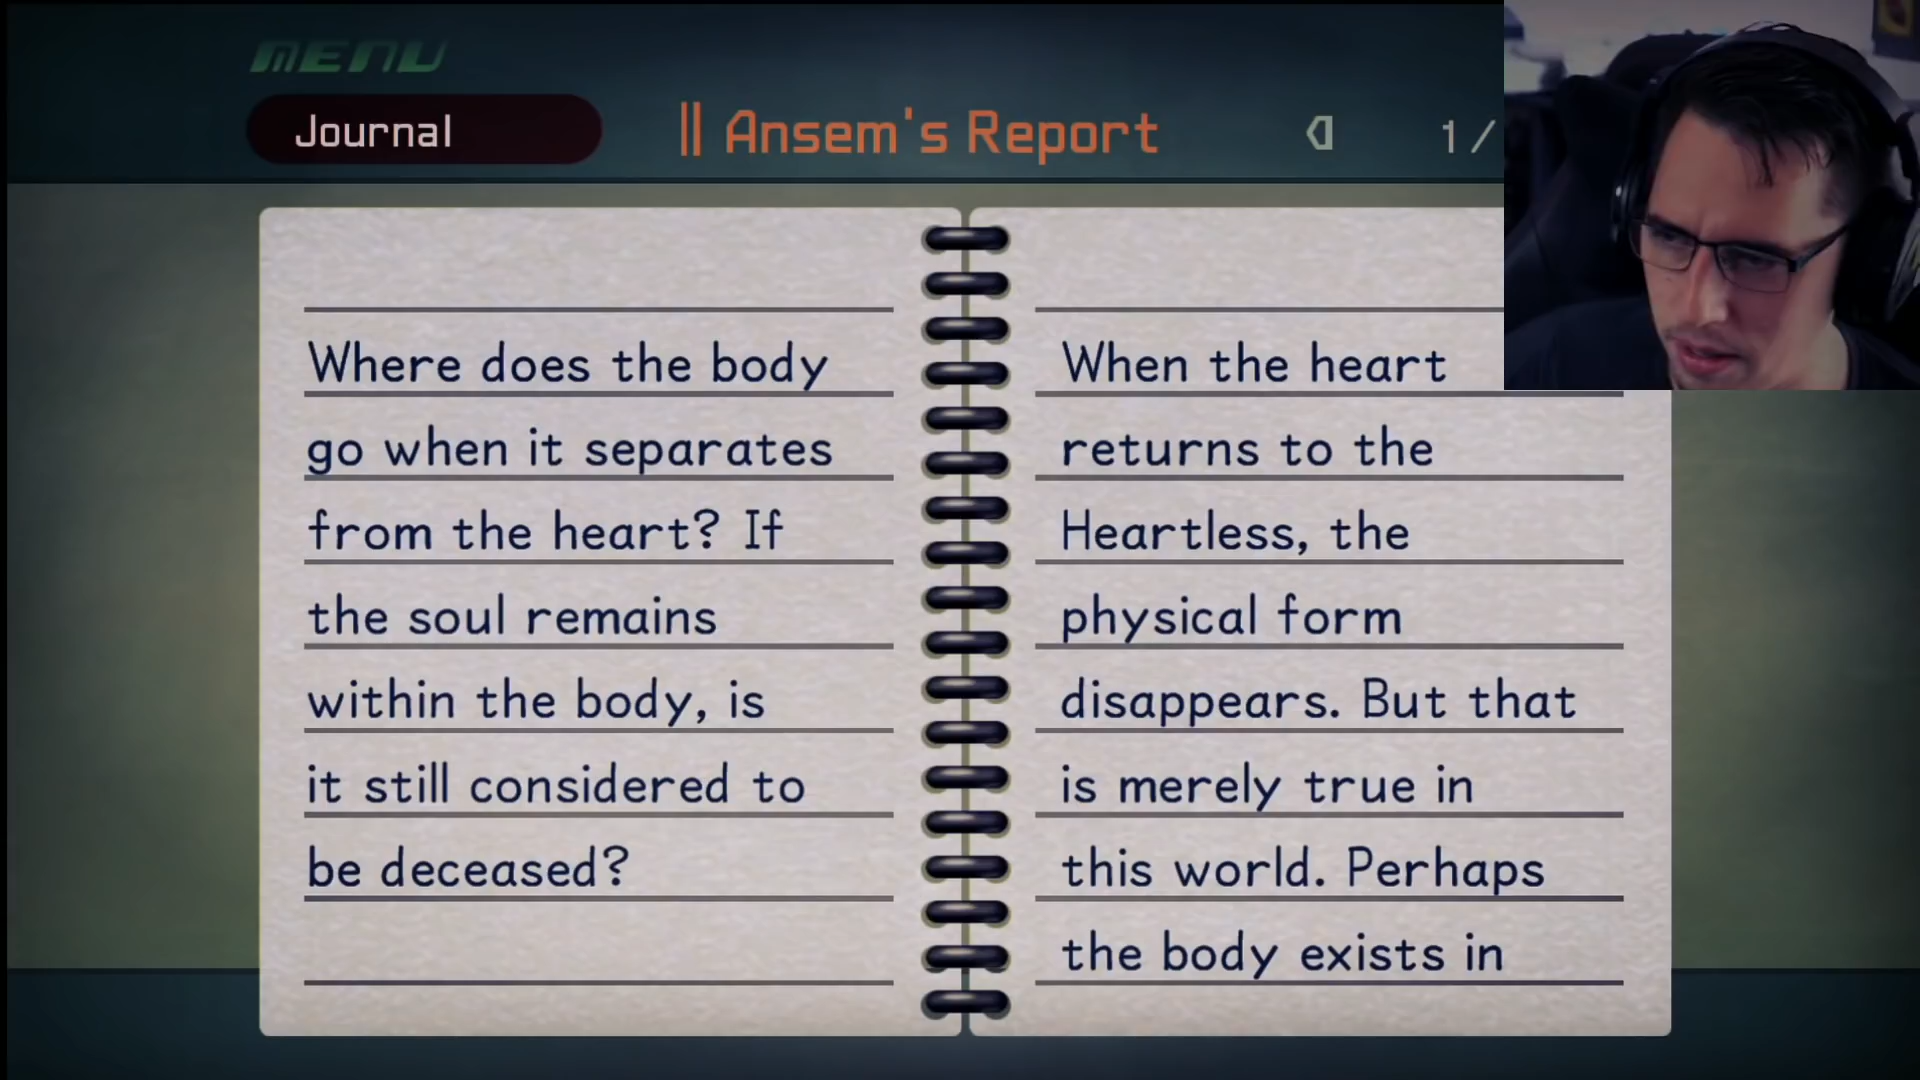 MENU
Journal
Ansem's Report
1/
Where does the body
go when it separates
from the heart? If
the soul remains
within the body, is
it still considered to
be deceased?
When the heart
returns to the
Heartless, the
physical form
disappears. But that
is merely true in
this world. Perhaps
the body exists in